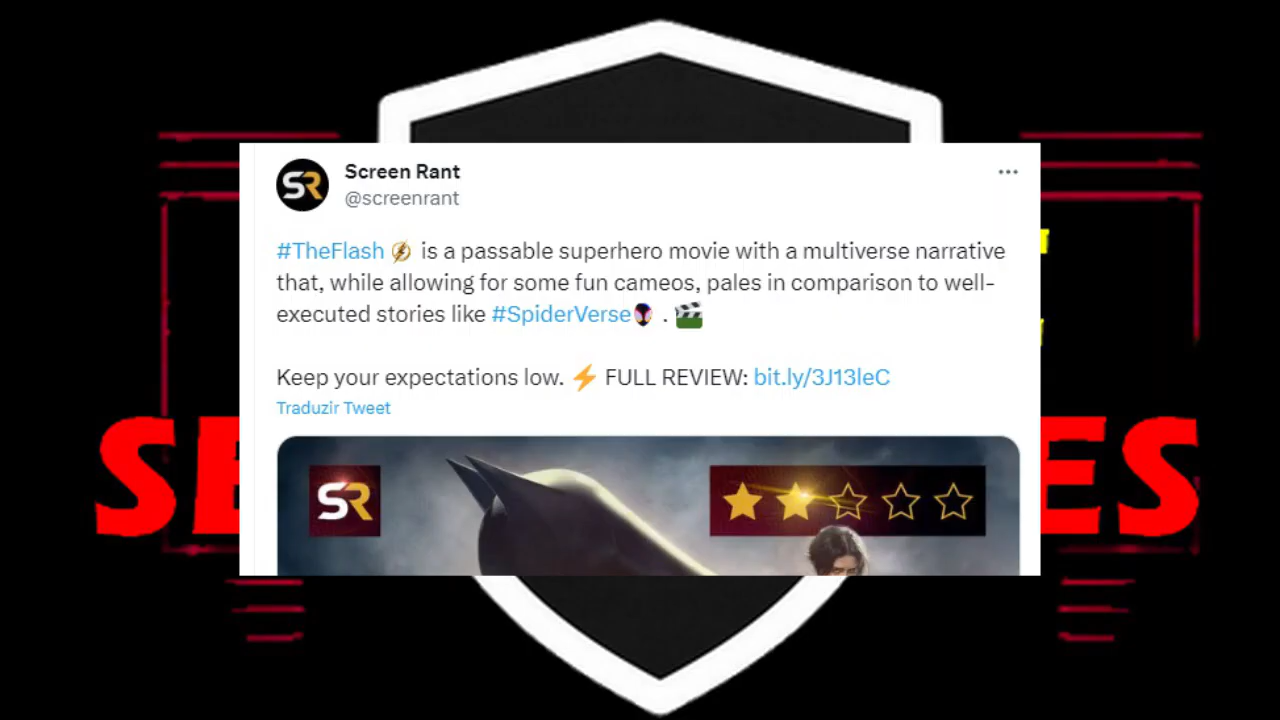 Screen Rant
@screenrant
#TheFlash is a passable superhero movie with a multiverse narrative
that, while allowing for some fun cameos, pales in comparison to well-
executed stories like #SpiderVerse .
Keep your expectations low. ⚡ FULL REVIEW: bit.ly/3J13leC
Traduzir Tweet
SR
SR